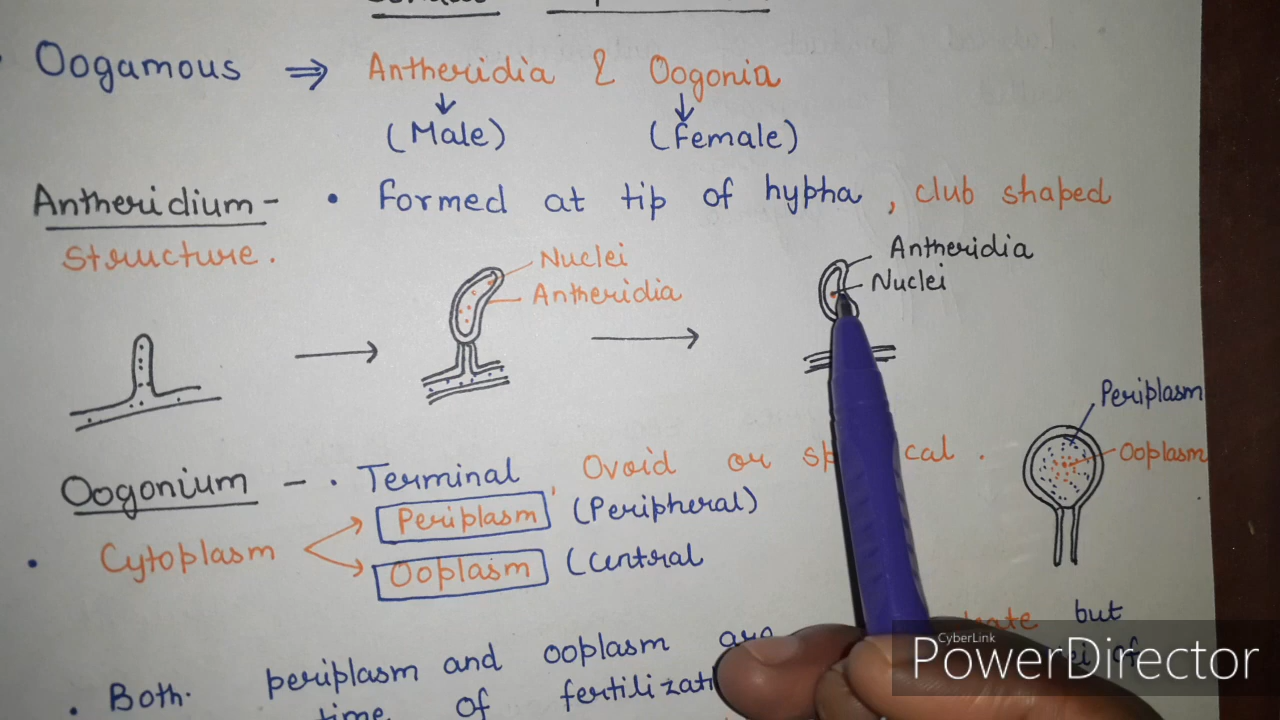 Oogamous ⇒ Antheridia & Oogonia
(Male) (Female)
Antheridium - • Formed at tip of hypha, club shaped
structure.
Nuclei
Antheridia
Antheridia
Nuclei
Periplasm
Ooplasm
Oogonium - • Terminal, Ovoid or
• Cytoplasm
Periplasm (Peripheral)
Ooplasm (Central
but
• Both periplasm and ooplasm are
time of
of
CyberLink
PowerDirector